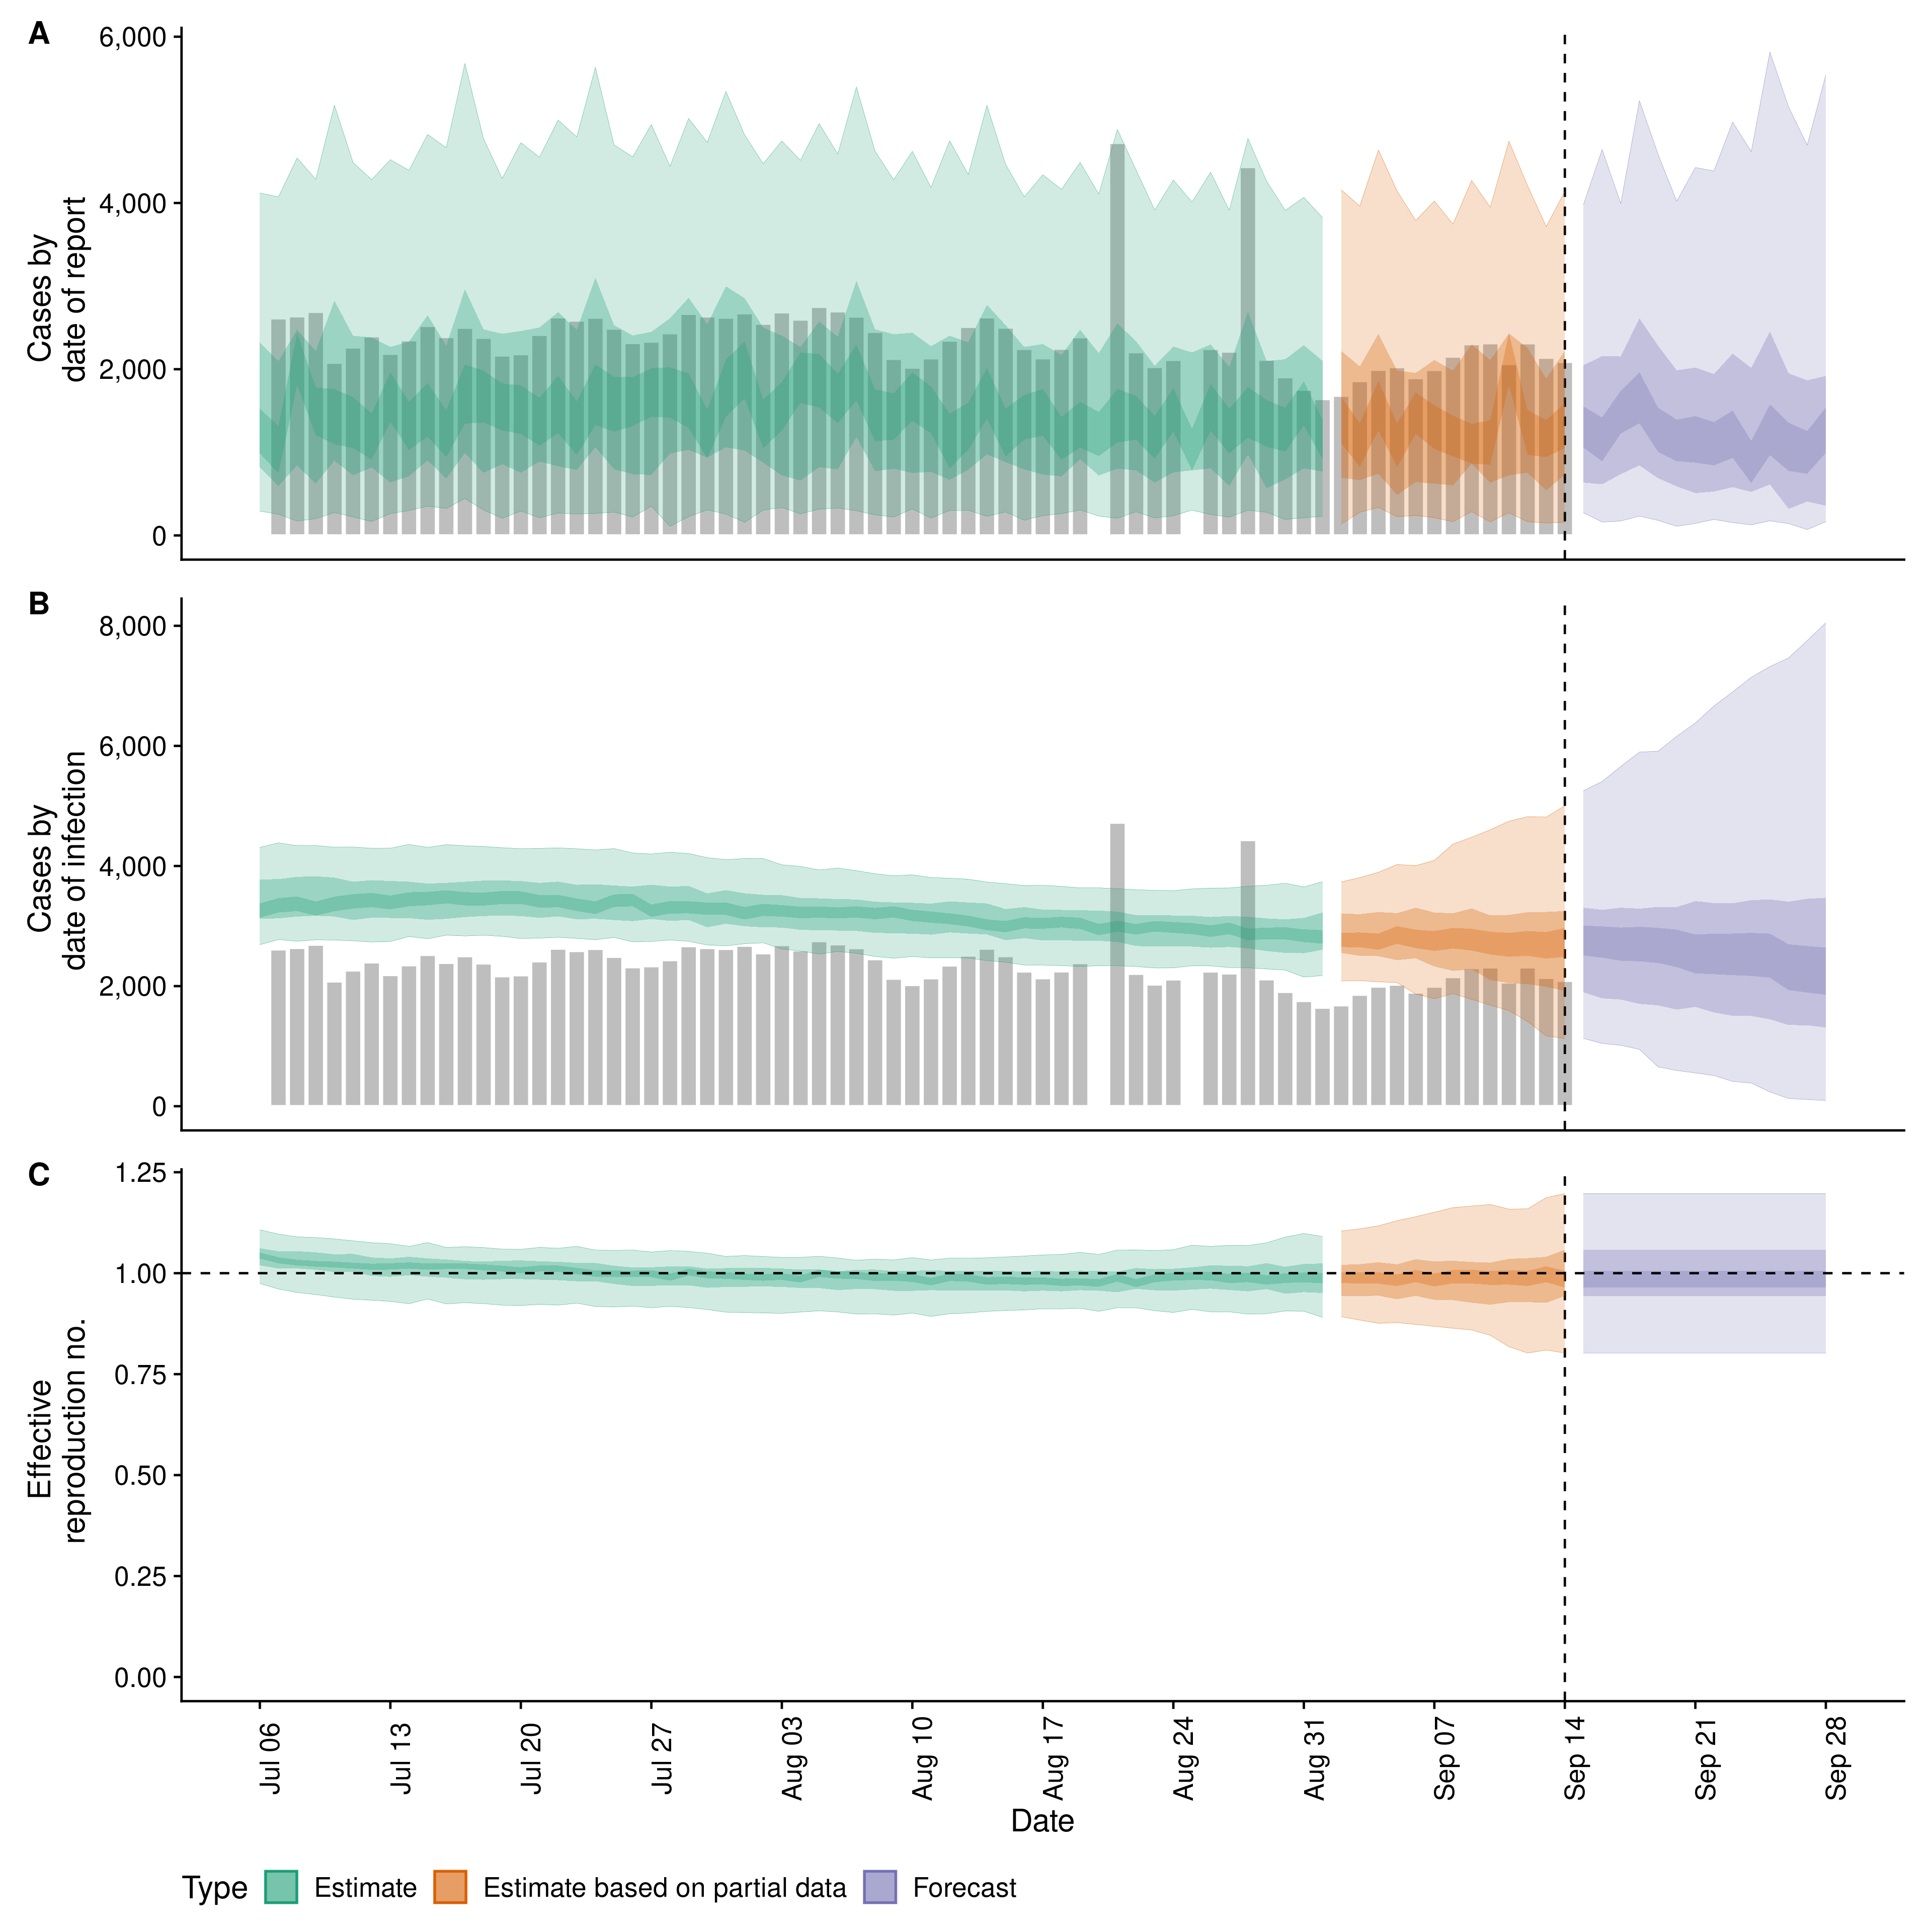 A
Cases by
date of report
6,000
4,000
2,000
0
B
Cases by
date of infection
8,000
6,000
4,000
2,000
0
C
Effective
reproduction no.
1.25
1.00
0.75
0.50
0.25
0.00
Jul 06
Jul 13
Jul 20
Jul 27
Aug 03
Aug 10
Aug 17
Aug 24
Aug 31
Sep 07
Sep 14
Sep 21
Sep 28
Date
Type Estimate Estimate based on partial data Forecast